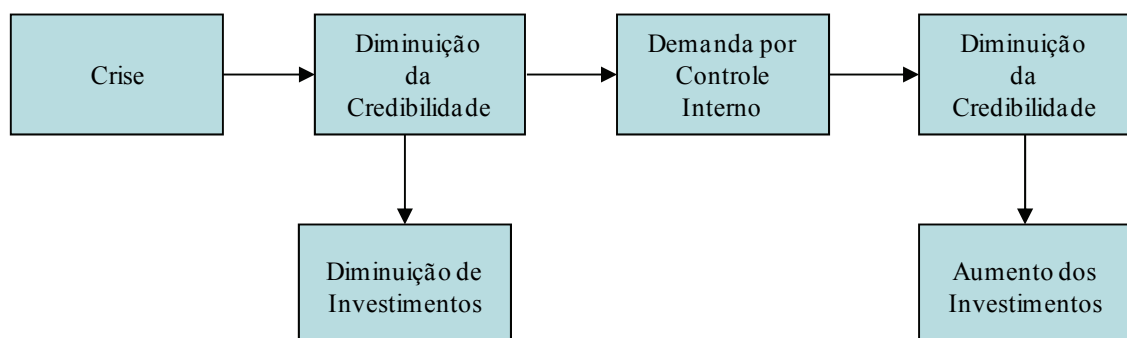 Crise
Diminuição
da
Credibilidade
Demanda por
Controle
Interno
Diminuição
da
Credibilidade
Diminuição de
Investimentos
Aumento dos
Investimentos